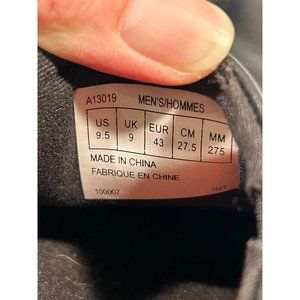 A13019 MEN'S/HOMMES
US UK EUR CM MM
9.5 9 43 27.5 275
MADE IN CHINA
FABRIQUE EN CHINE
100007